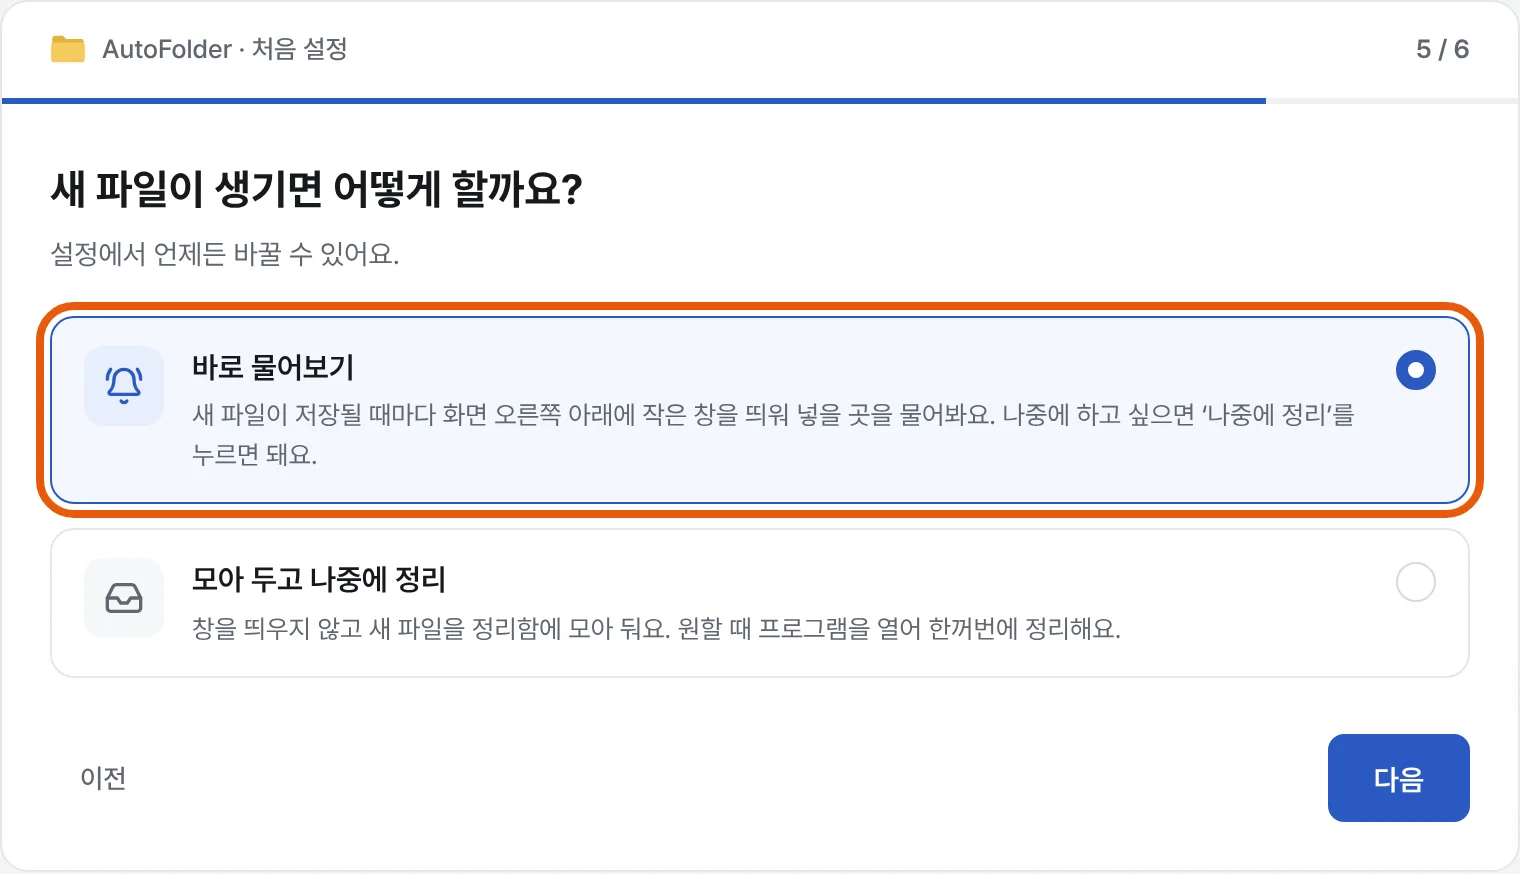 AutoFolder · 처음 설정
5 / 6
새 파일이 생기면 어떻게 할까요?
설정에서 언제든 바꿀 수 있어요.
바로 물어보기
새 파일이 저장될 때마다 화면 오른쪽 아래에 작은 창을 띄워 넣을 곳을 물어봐요. 나중에 하고 싶으면 ‘나중에 정리’를
누르면 돼요.
모아 두고 나중에 정리
창을 띄우지 않고 새 파일을 정리함에 모아 둬요. 원할 때 프로그램을 열어 한꺼번에 정리해요.
이전
다음